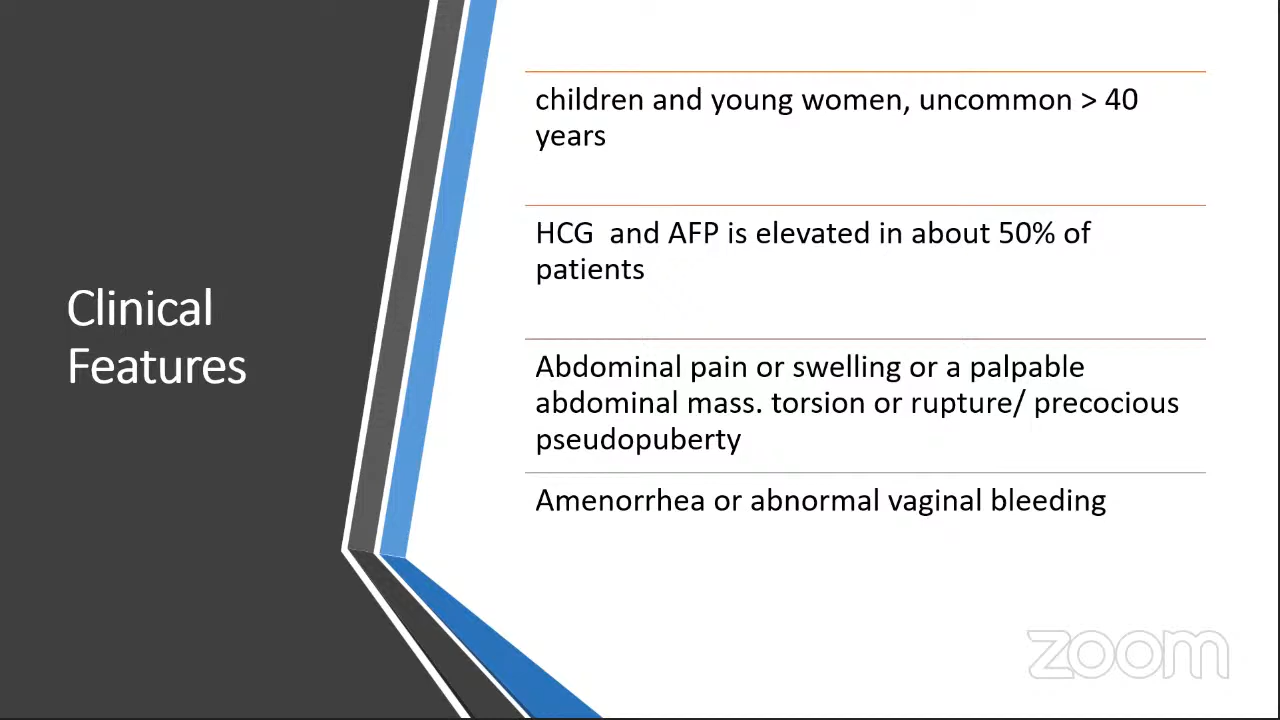 Clinical
Features
children and young women, uncommon > 40
years
HCG  and AFP is elevated in about 50% of
patients
Abdominal pain or swelling or a palpable
abdominal mass. torsion or rupture/ precocious
pseudopuberty
Amenorrhea or abnormal vaginal bleeding
zoom